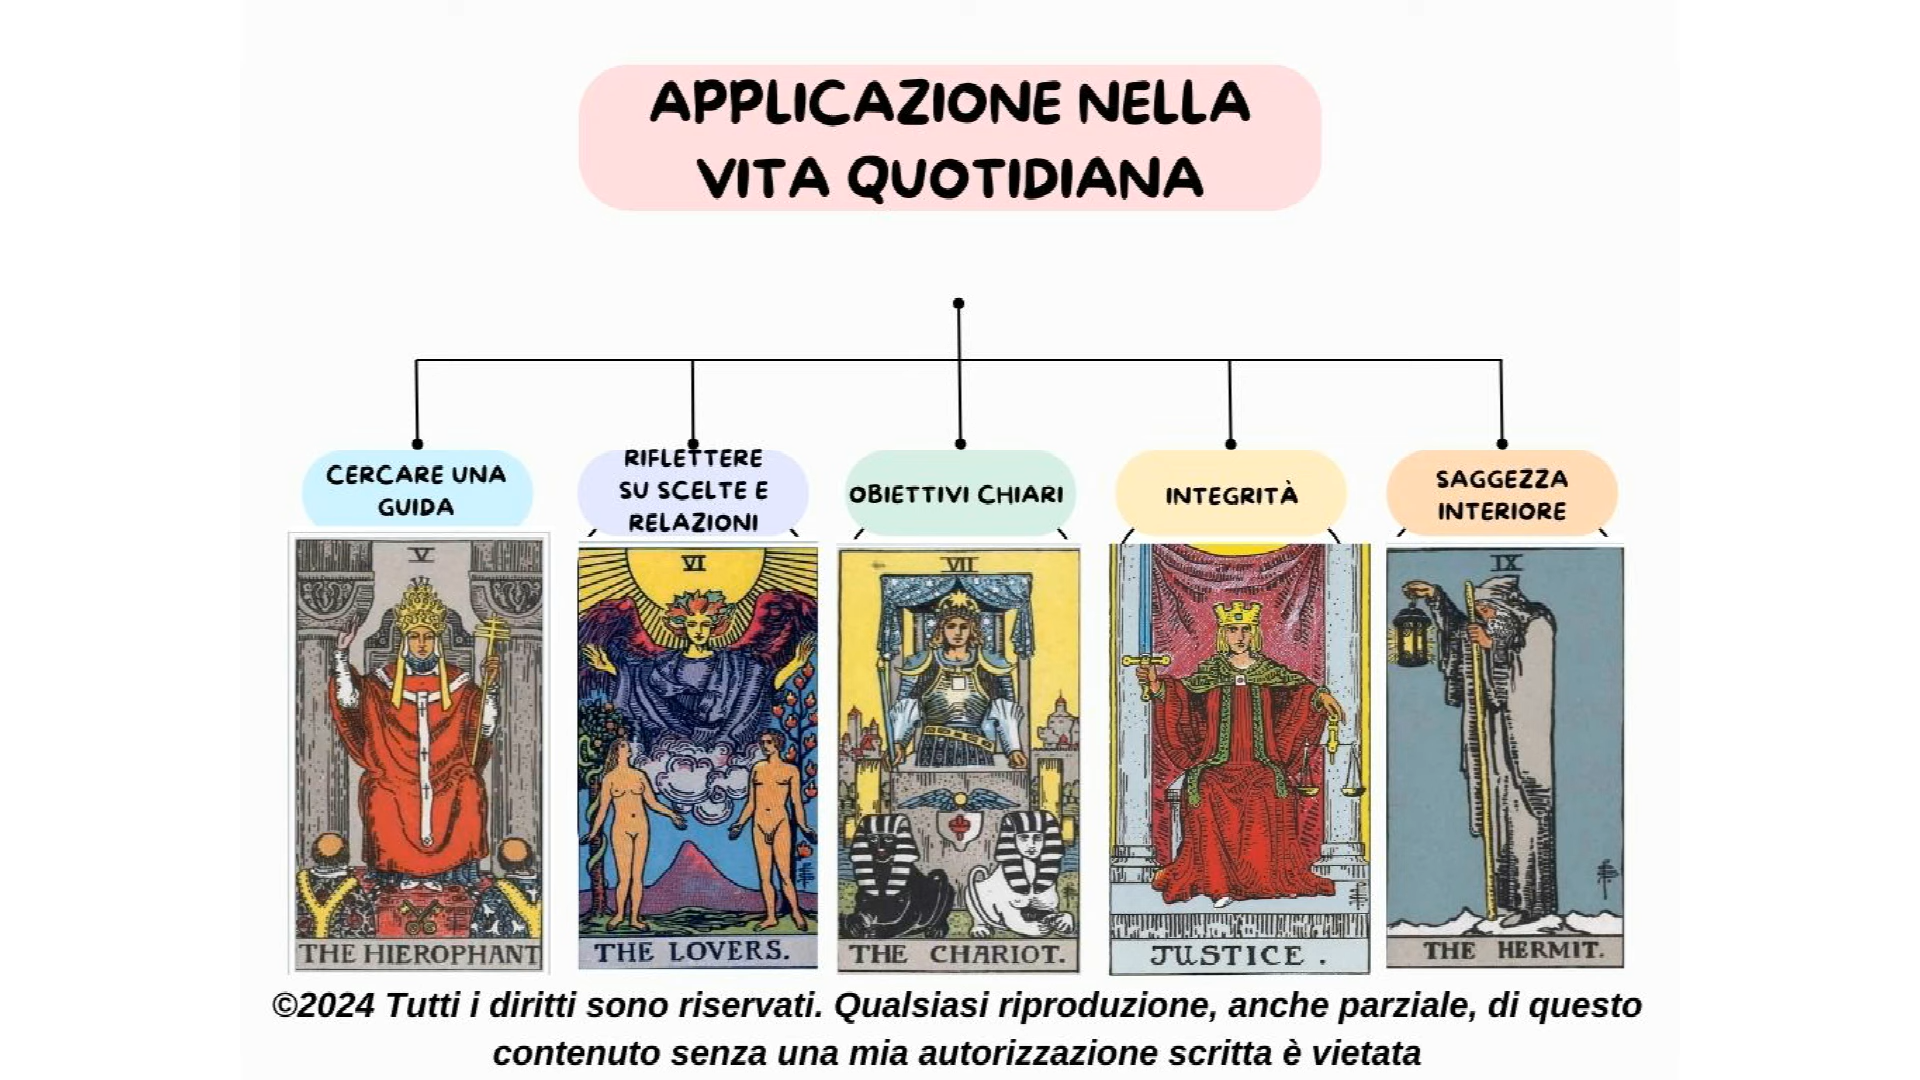 APPLICAZIONE NELLA
VITA QUOTIDIANA
CERCARE UNA
GUIDA
RIFLETTERE
SU SCELTE E
RELAZIONI
OBIETTIVI CHIARI
INTEGRITÀ
SAGGEZZA
INTERIORE
V
VI
VII
IX
THE HIEROPHANT
THE LOVERS.
THE CHARIOT.
JUSTICE .
THE HERMIT.
©2024 Tutti i diritti sono riservati. Qualsiasi riproduzione, anche parziale, di questo
contenuto senza una mia autorizzazione scritta è vietata